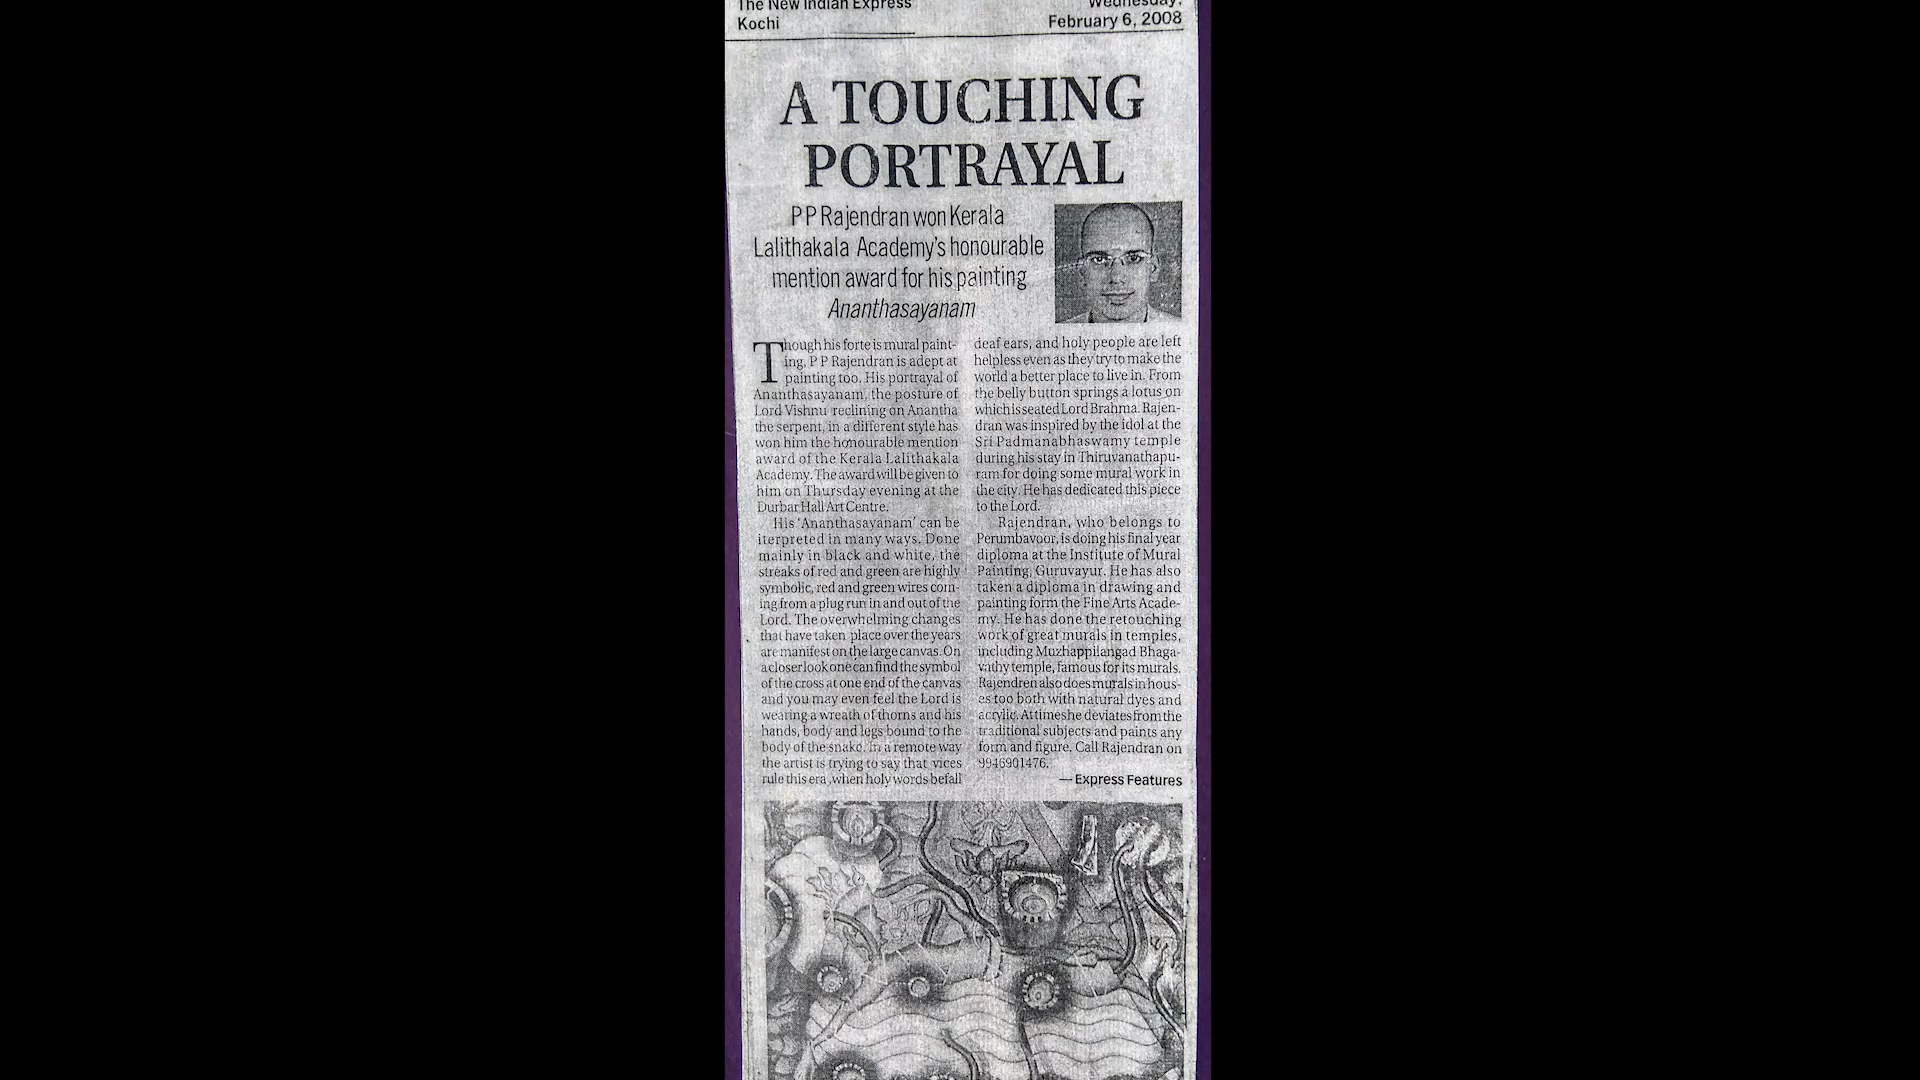 The New Indian Express
Kochi
Wednesday,
February 6, 2008
A TOUCHING
PORTRAYAL
P P Rajendran won Kerala
Lalithakala Academy's honourable
mention award for his painting
Ananthasayanam
Though his forte is mural paint-
ing, P P Rajendran is adept at
painting too. His portrayal of
Ananthasayanam, the posture of
Lord Vishnu reclining on Anantha
the serpent, in a different style has
won him the honourable mention
award of the Kerala Lalithakala
Academy. The award will be given to
him on Thursday evening at the
Durbar Hall Art Centre.
His 'Ananthasayanam' can be
iterpreted in many ways. Done
mainly in black and white, the
streaks of red and green are highly
symbolic, red and green wires com-
ing from a plug run in and out of the
Lord. The overwhelming changes
that have taken place over the years
are manifest on the large canvas. On
a closer look one can find the symbol
of the cross at one end of the canvas
and you may even feel the Lord is
wearing a wreath of thorns and his
hands, body and legs bound to the
body of the snake. In a remote way
the artist is trying to say that vices
rule this era, when holy words befall
deaf ears, and holy people are left
helpless even as they try to make the
world a better place to live in. From
the belly button springs a lotus on
which is seated Lord Brahma. Rajen-
dran was inspired by the idol at the
Sri Padmanabhaswamy temple
during his stay in Thiruvanathapu-
ram for doing some mural work in
the city. He has dedicated this piece
to the Lord.
Rajendran, who belongs to
Perumbavoor, is doing his final year
diploma at the Institute of Mural
Painting, Guruvayur. He has also
taken a diploma in drawing and
painting form the Fine Arts Acade-
my. He has done the retouching
work of great murals in temples,
including Muzhappilangad Bhaga-
vathy temple, famous for its murals.
Rajendren also does murals in hous-
es too both with natural dyes and
acrylic. At times he deviates from the
traditional subjects and paints any
form and figure. Call Rajendran on
9946901476.
— Express Features